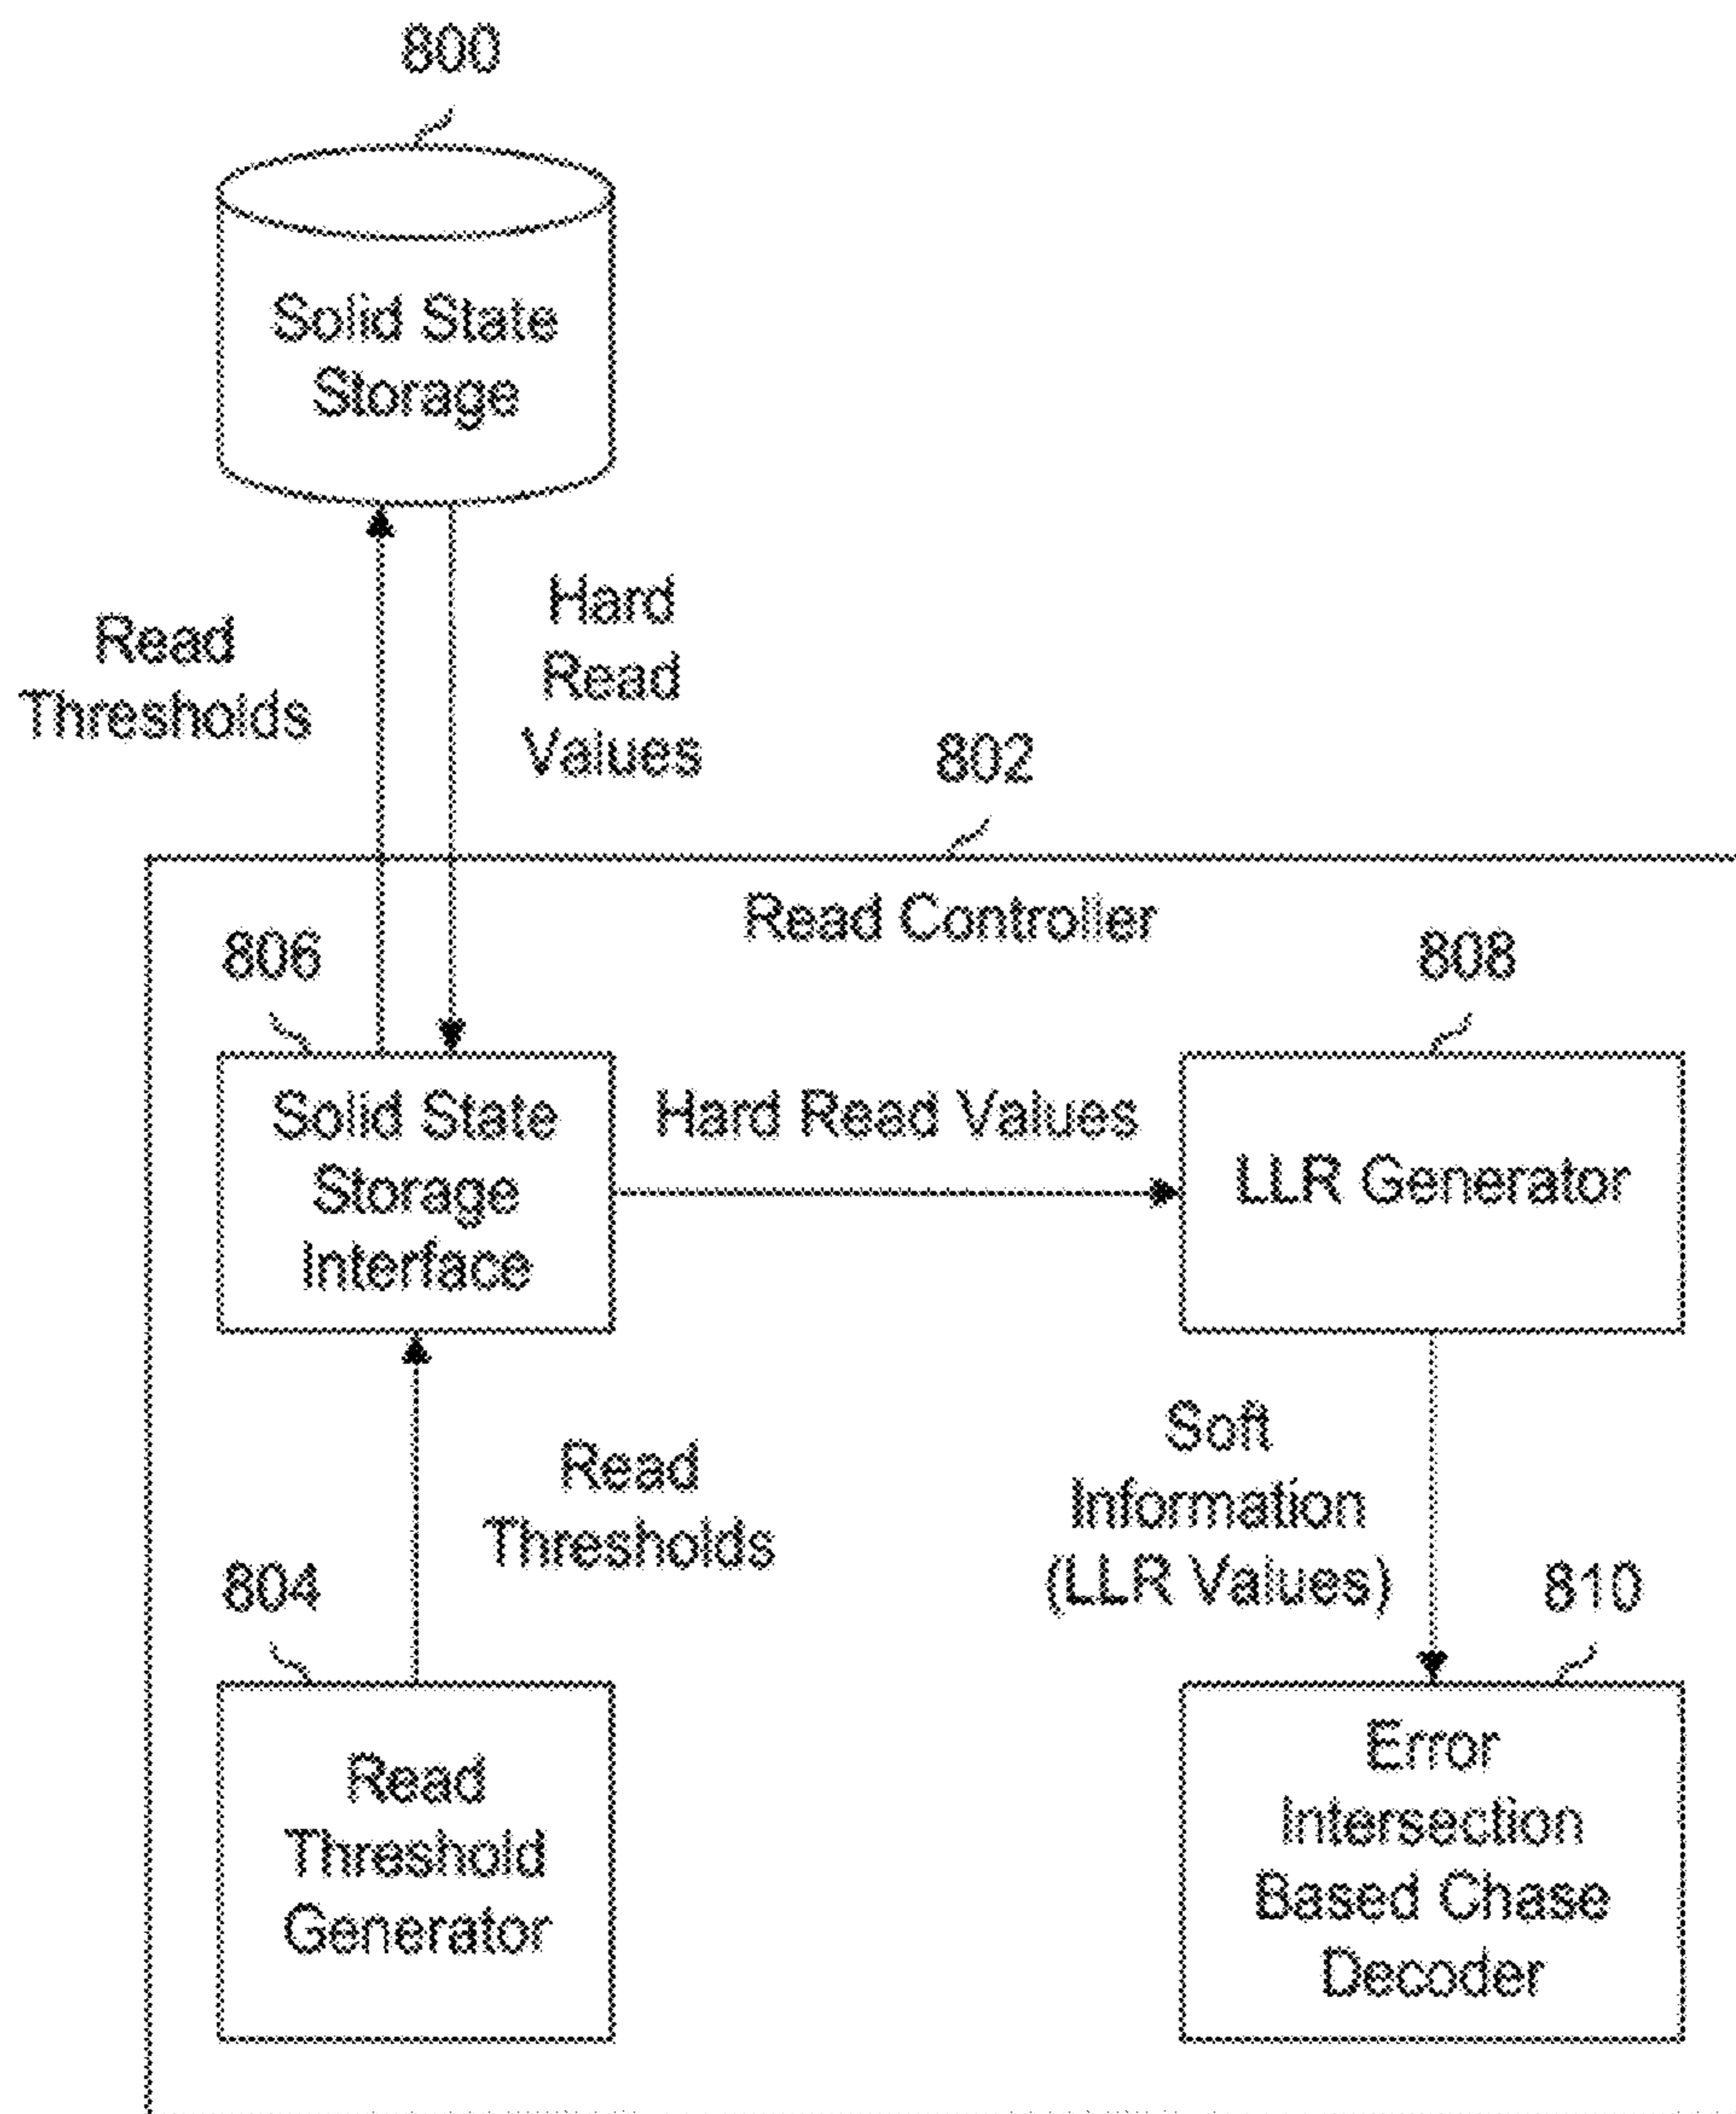 800
Solid State
Storage
Read
Thresholds
Hard
Read
Values
802
Read Controller
806
808
Solid State
Storage
Interface
Hard Read Values
LLR Generator
Read
Thresholds
Soft
Information
(LLR Values)
804
810
Read
Threshold
Generator
Error
Intersection
Based Chase
Decoder